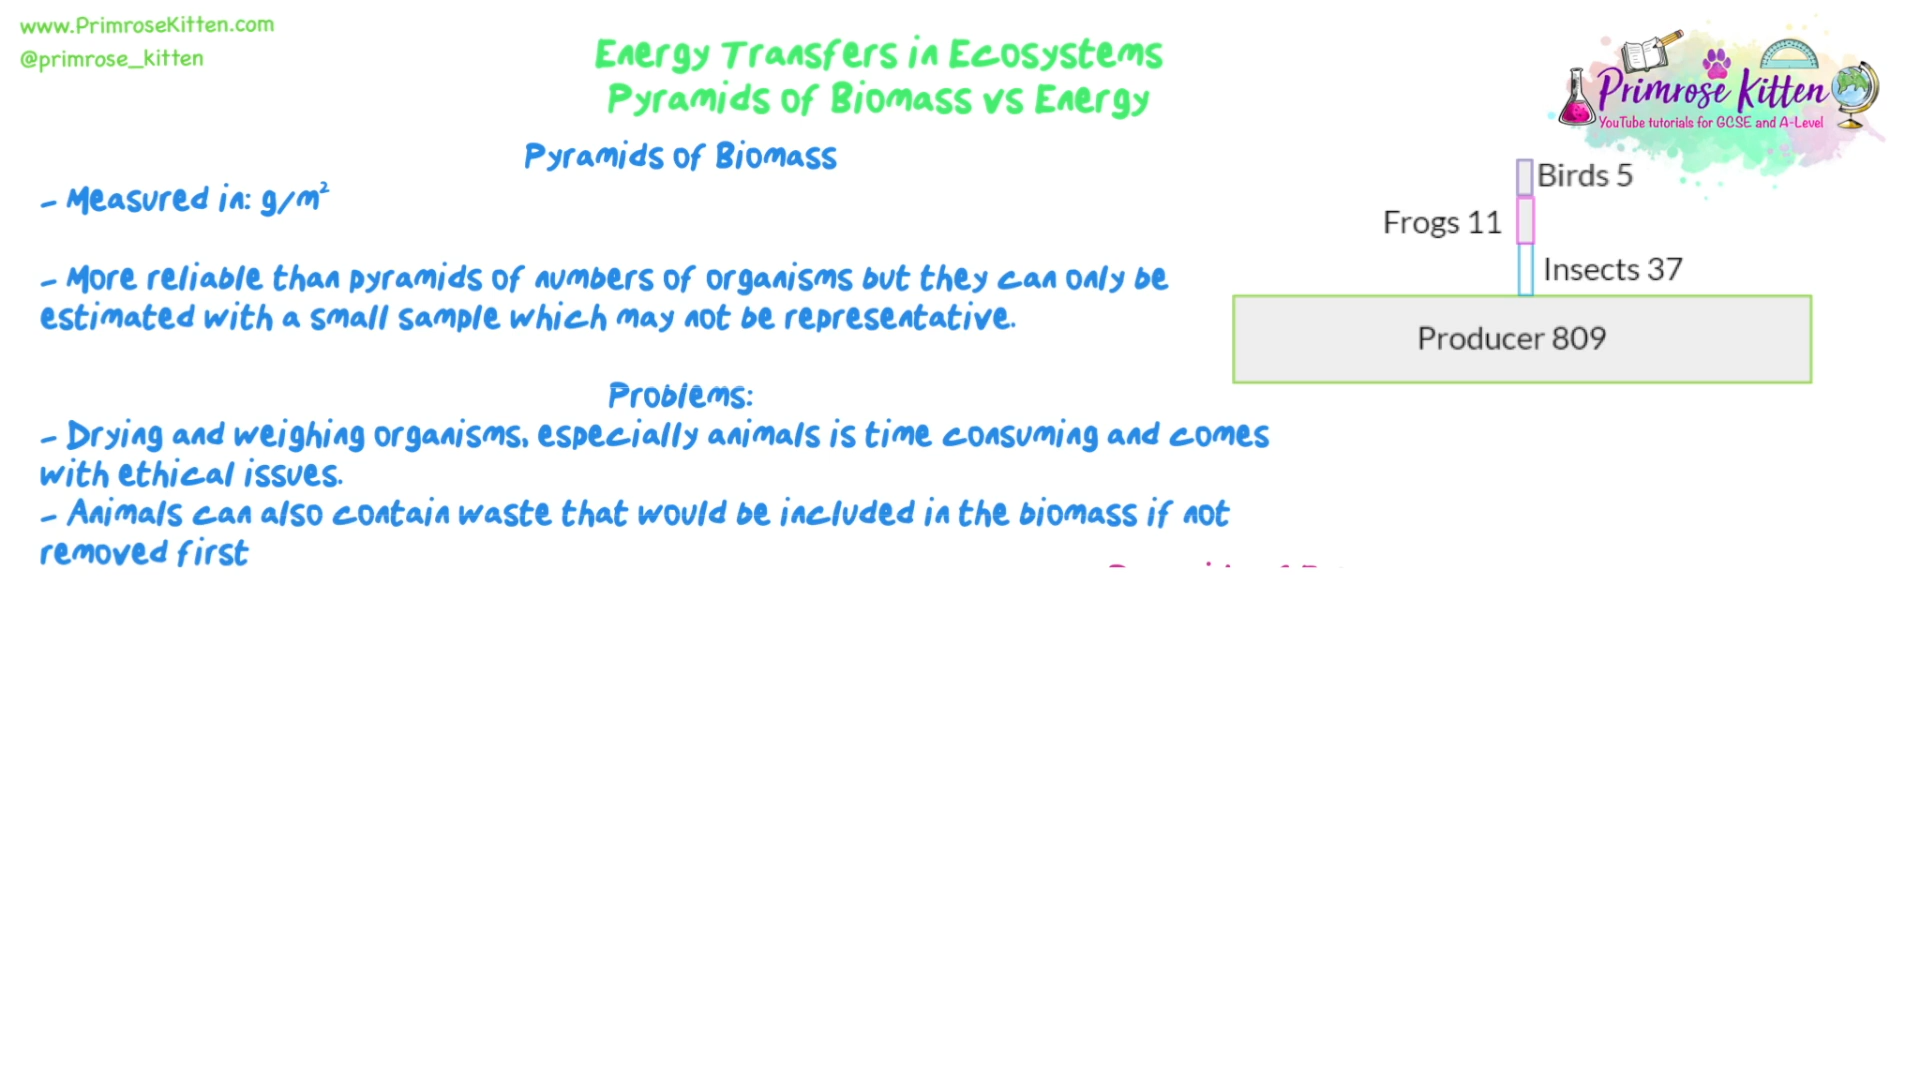 www.PrimroseKitten.com
@primrose_kitten
Energy Transfers in Ecosystems
Pyramids of Biomass vs Energy
Primrose Kitten
YouTube tutorials for GCSE and A-Level
Pyramids of Biomass
- Measured in: g/m²
- More reliable than pyramids of numbers of organisms but they can only be
estimated with a small sample which may not be representative.
Birds 5
Frogs 11
Insects 37
Producer 809
Problems:
- Drying and weighing organisms, especially animals is time consuming and comes
with ethical issues.
- Animals can also contain waste that would be included in the biomass if not
removed first